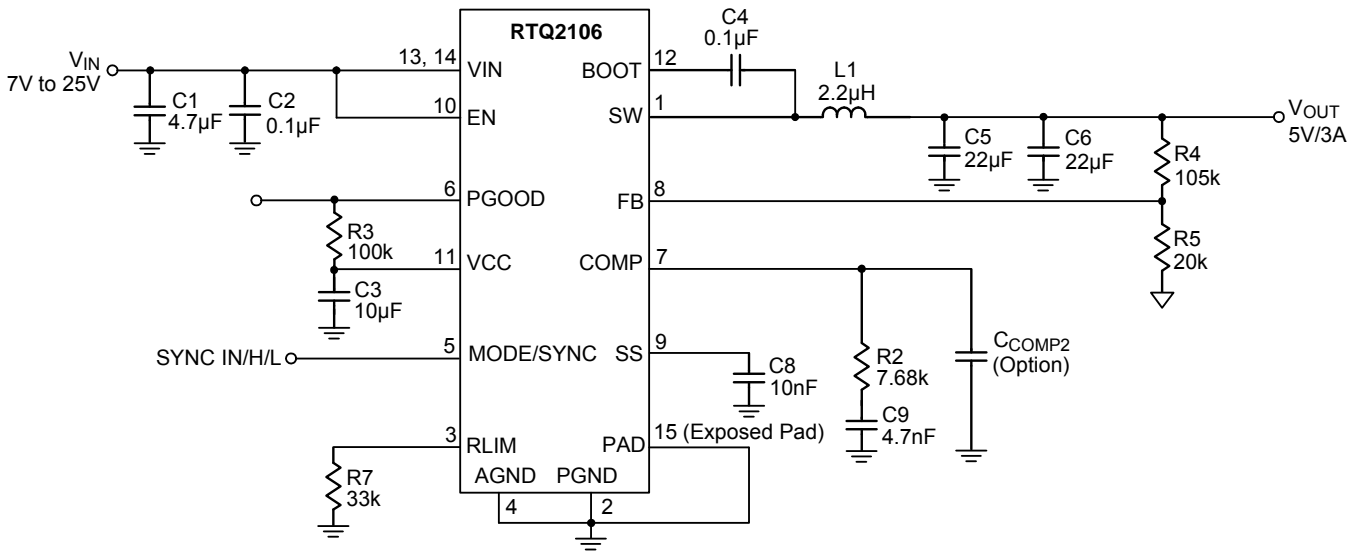 RTQ2106
C4
0.1µF
VIN
7V to 25V
13, 14
VIN
BOOT
12
L1
2.2µH
C1
4.7µF
C2
0.1µF
10
EN
SW
1
VOUT
5V/3A
C5
22µF
C6
22µF
R4
105k
6
PGOOD
FB
8
R3
100k
R5
20k
11
VCC
COMP
7
C3
10µF
SYNC IN/H/L
5
MODE/SYNC
SS
9
C8
10nF
R2
7.68k
CCOMP2
(Option)
C9
4.7nF
3
RLIM
PAD
15 (Exposed Pad)
R7
33k
AGND
PGND
4
2